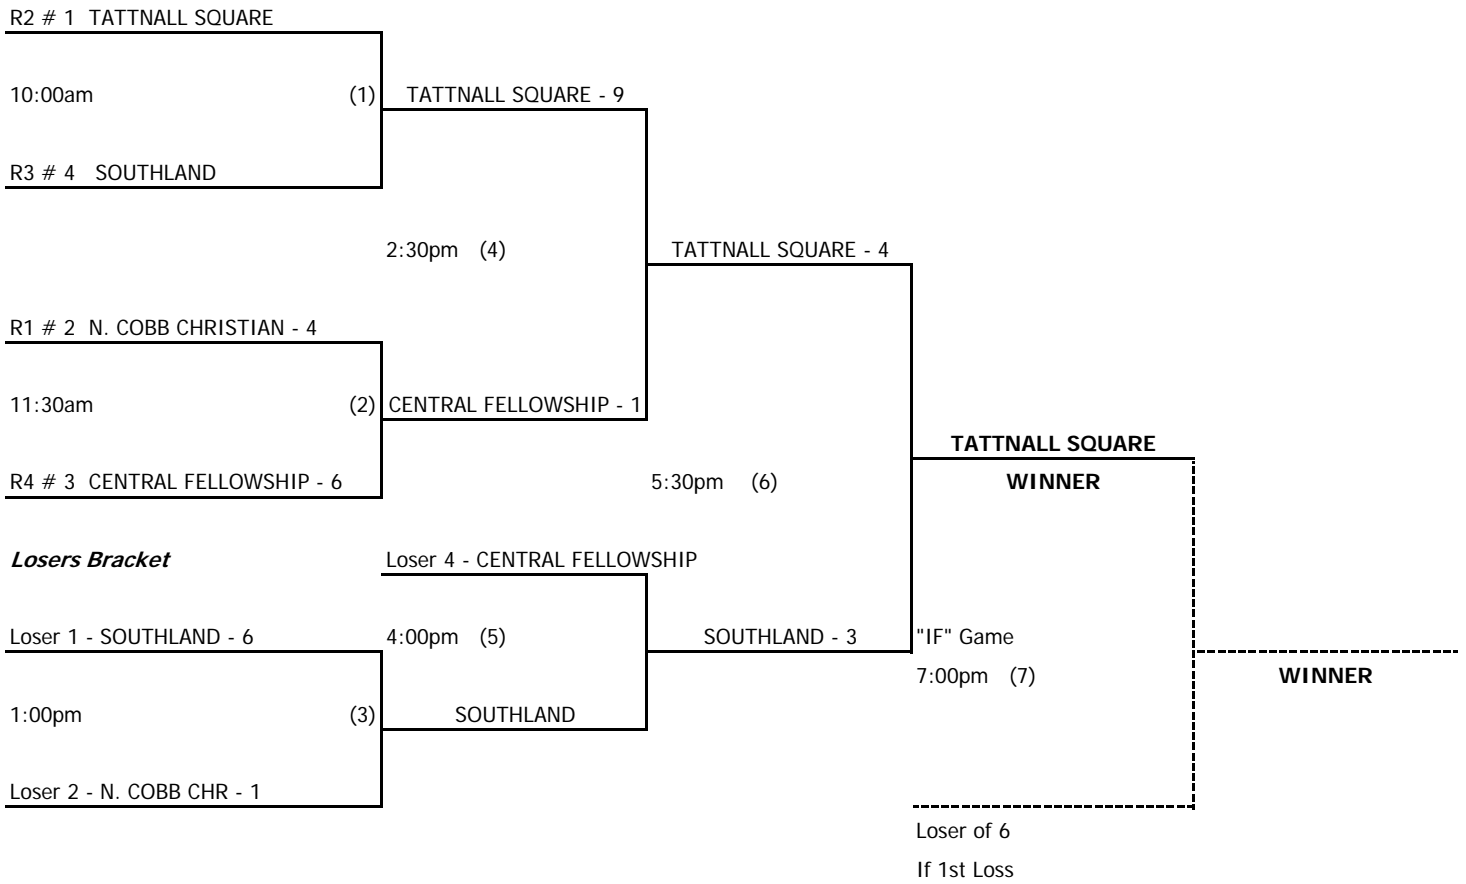 R2 # 1 TATTNALL SQUARE
10:00am (1) TATTNALL SQUARE - 9
R3 # 4 SOUTHLAND
2:30pm (4) TATTNALL SQUARE - 4
R1 # 2 N. COBB CHRISTIAN - 4
11:30am (2) CENTRAL FELLOWSHIP - 1
TATTNALL SQUARE
R4 # 3 CENTRAL FELLOWSHIP - 6 5:30pm (6) WINNER
Losers Bracket Loser 4 - CENTRAL FELLOWSHIP
Loser 1 - SOUTHLAND - 6 4:00pm (5) SOUTHLAND - 3 "IF" Game
7:00pm (7) WINNER
1:00pm (3) SOUTHLAND
Loser 2 - N. COBB CHR - 1
Loser of 6
If 1st Loss